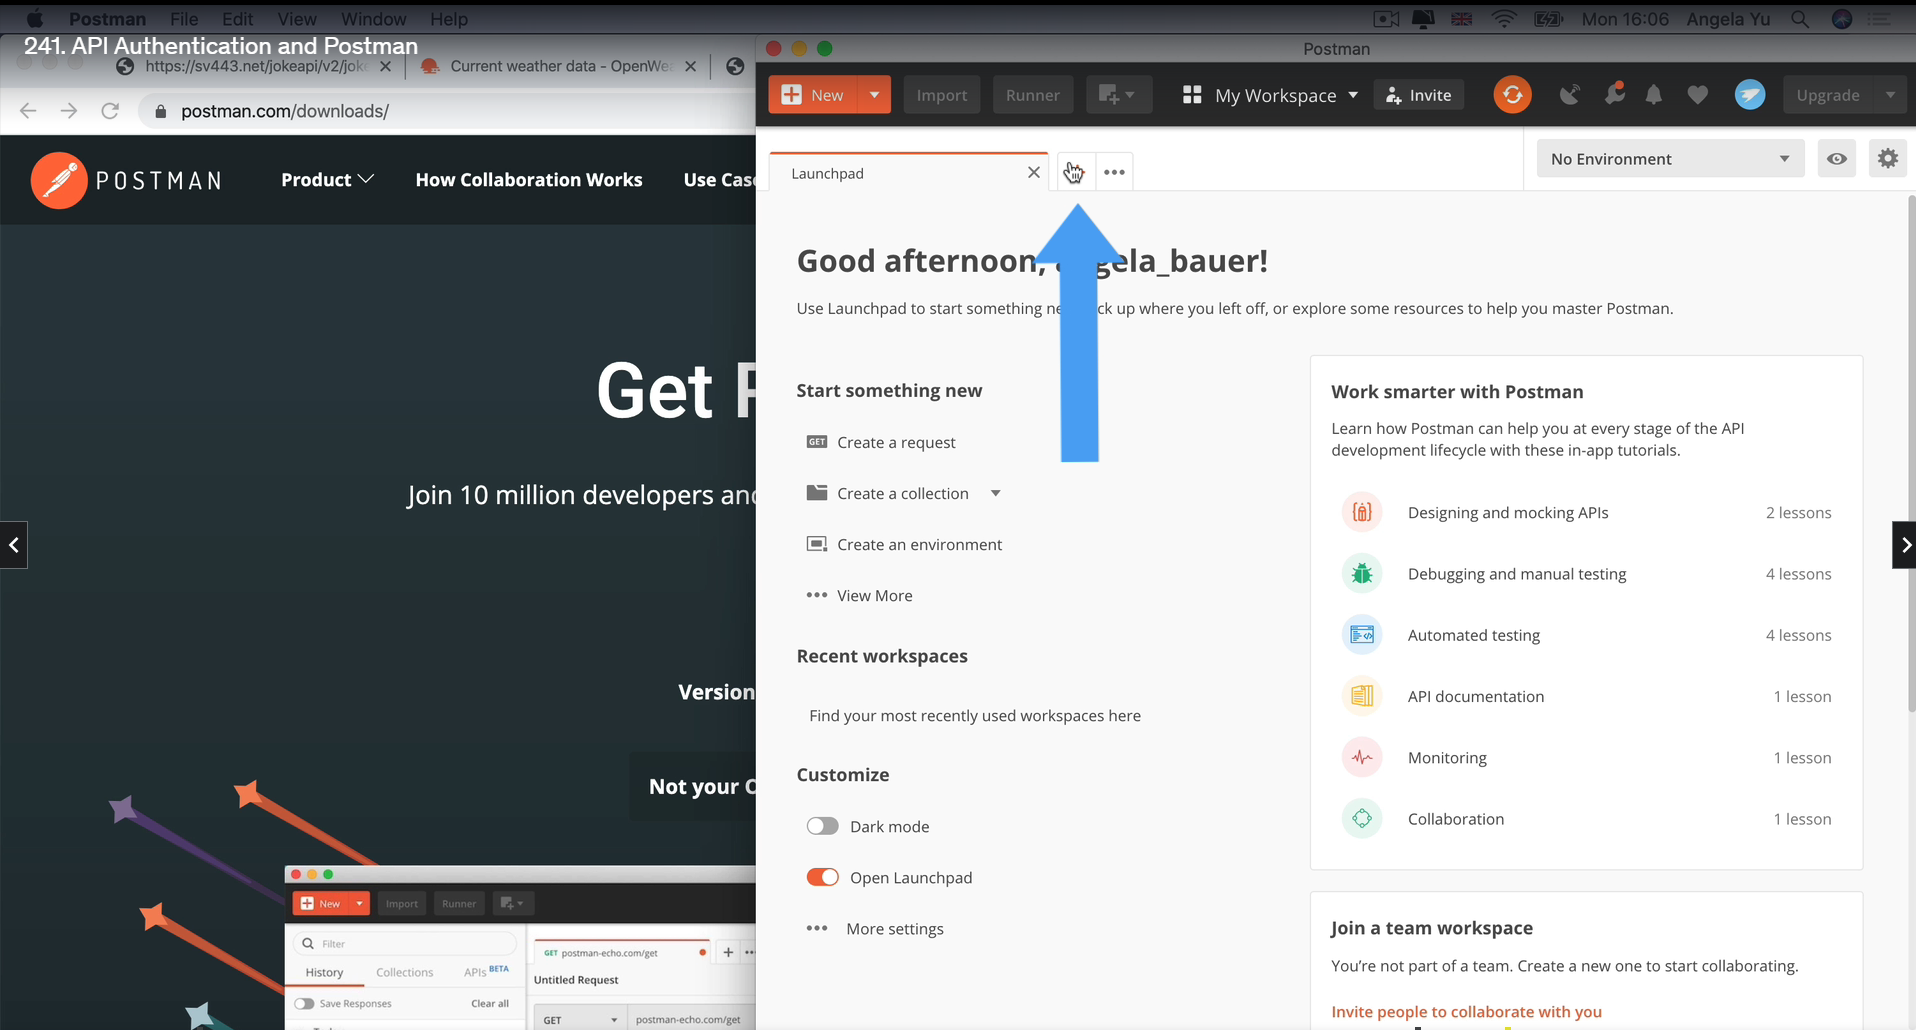 Postman File Edit View Window Help
Mon 16:06 Angela Yu
241. API Authentication and Postman
https://sv443.net/jokeapi/v2/joke
Current weather data - OpenWea
postman.com/downloads/
POSTMAN
Product
How Collaboration Works
Use Cas
Get
Join 10 million developers and
Version
Not your
New
Import
Runner
Filter
History
Collections
APIs BETA
Save Responses
Clear all
GET postman-echo.com/get
Untitled Request
GET
postman-echo.com/get
Postman
New
Import
Runner
My Workspace
Invite
Upgrade
Launchpad
No Environment
Good afternoon, gela_bauer!
Use Launchpad to start something ne ck up where you left off, or explore some resources to help you master Postman.
Start something new
GET Create a request
Create a collection
Create an environment
View More
Recent workspaces
Find your most recently used workspaces here
Customize
Dark mode
Open Launchpad
More settings
Work smarter with Postman
Learn how Postman can help you at every stage of the API
development lifecycle with these in-app tutorials.
Designing and mocking APIs 2 lessons
Debugging and manual testing 4 lessons
Automated testing 4 lessons
API documentation 1 lesson
Monitoring 1 lesson
Collaboration 1 lesson
Join a team workspace
You're not part of a team. Create a new one to start collaborating.
Invite people to collaborate with you